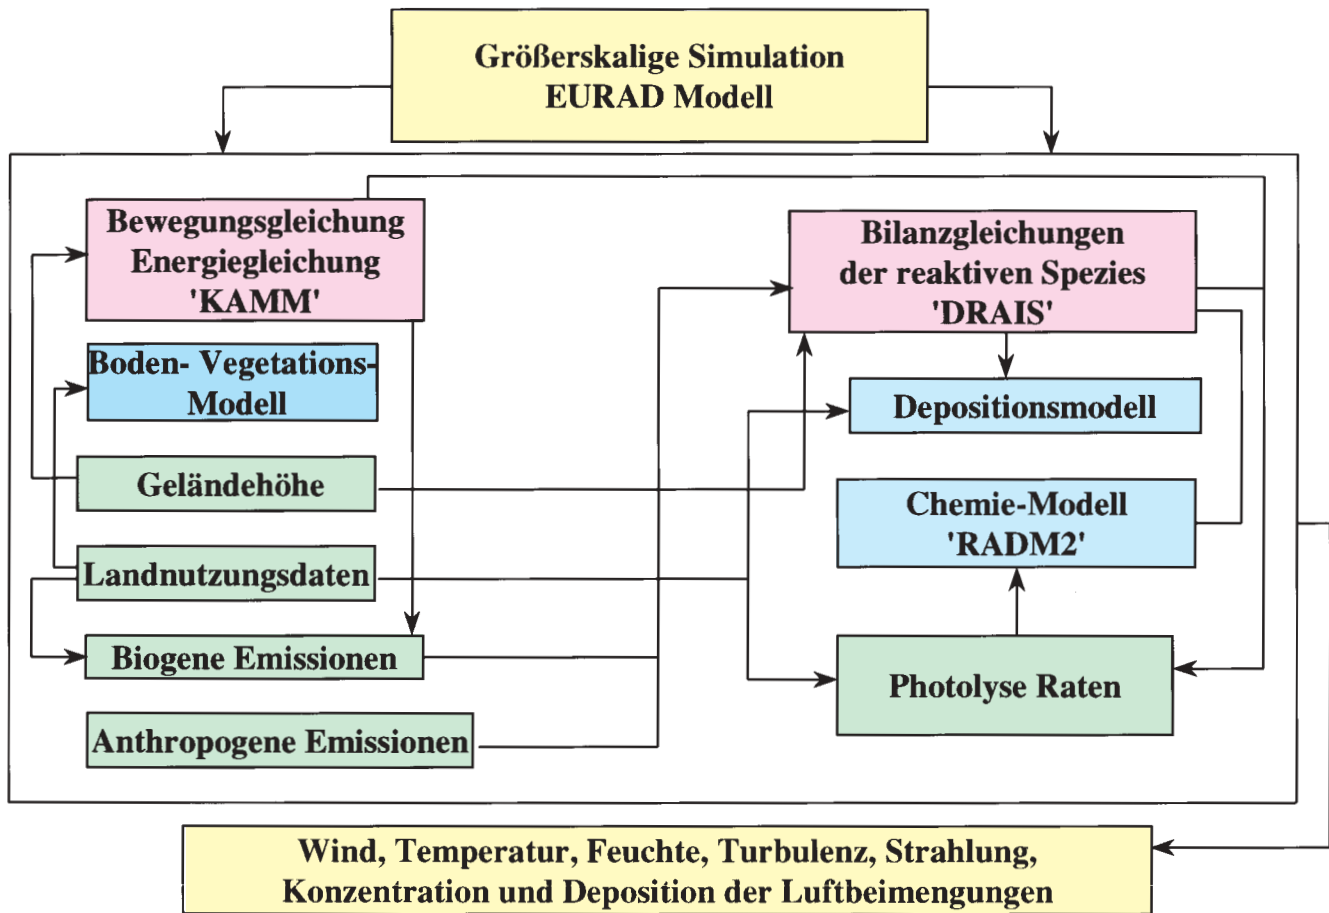 Größerskalige Simulation
EURAD Modell
Bewegungsgleichung
Energiegleichung
'KAMM'
Boden- Vegetations-
Modell
Geländehöhe
Landnutzungsdaten
Biogene Emissionen
Anthropogene Emissionen
Bilanzgleichungen
der reaktiven Spezies
'DRAIS'
Depositionsmodell
Chemie-Modell
'RADM2'
Photolyse Raten
Wind, Temperatur, Feuchte, Turbulenz, Strahlung,
Konzentration und Deposition der Luftbeimengungen